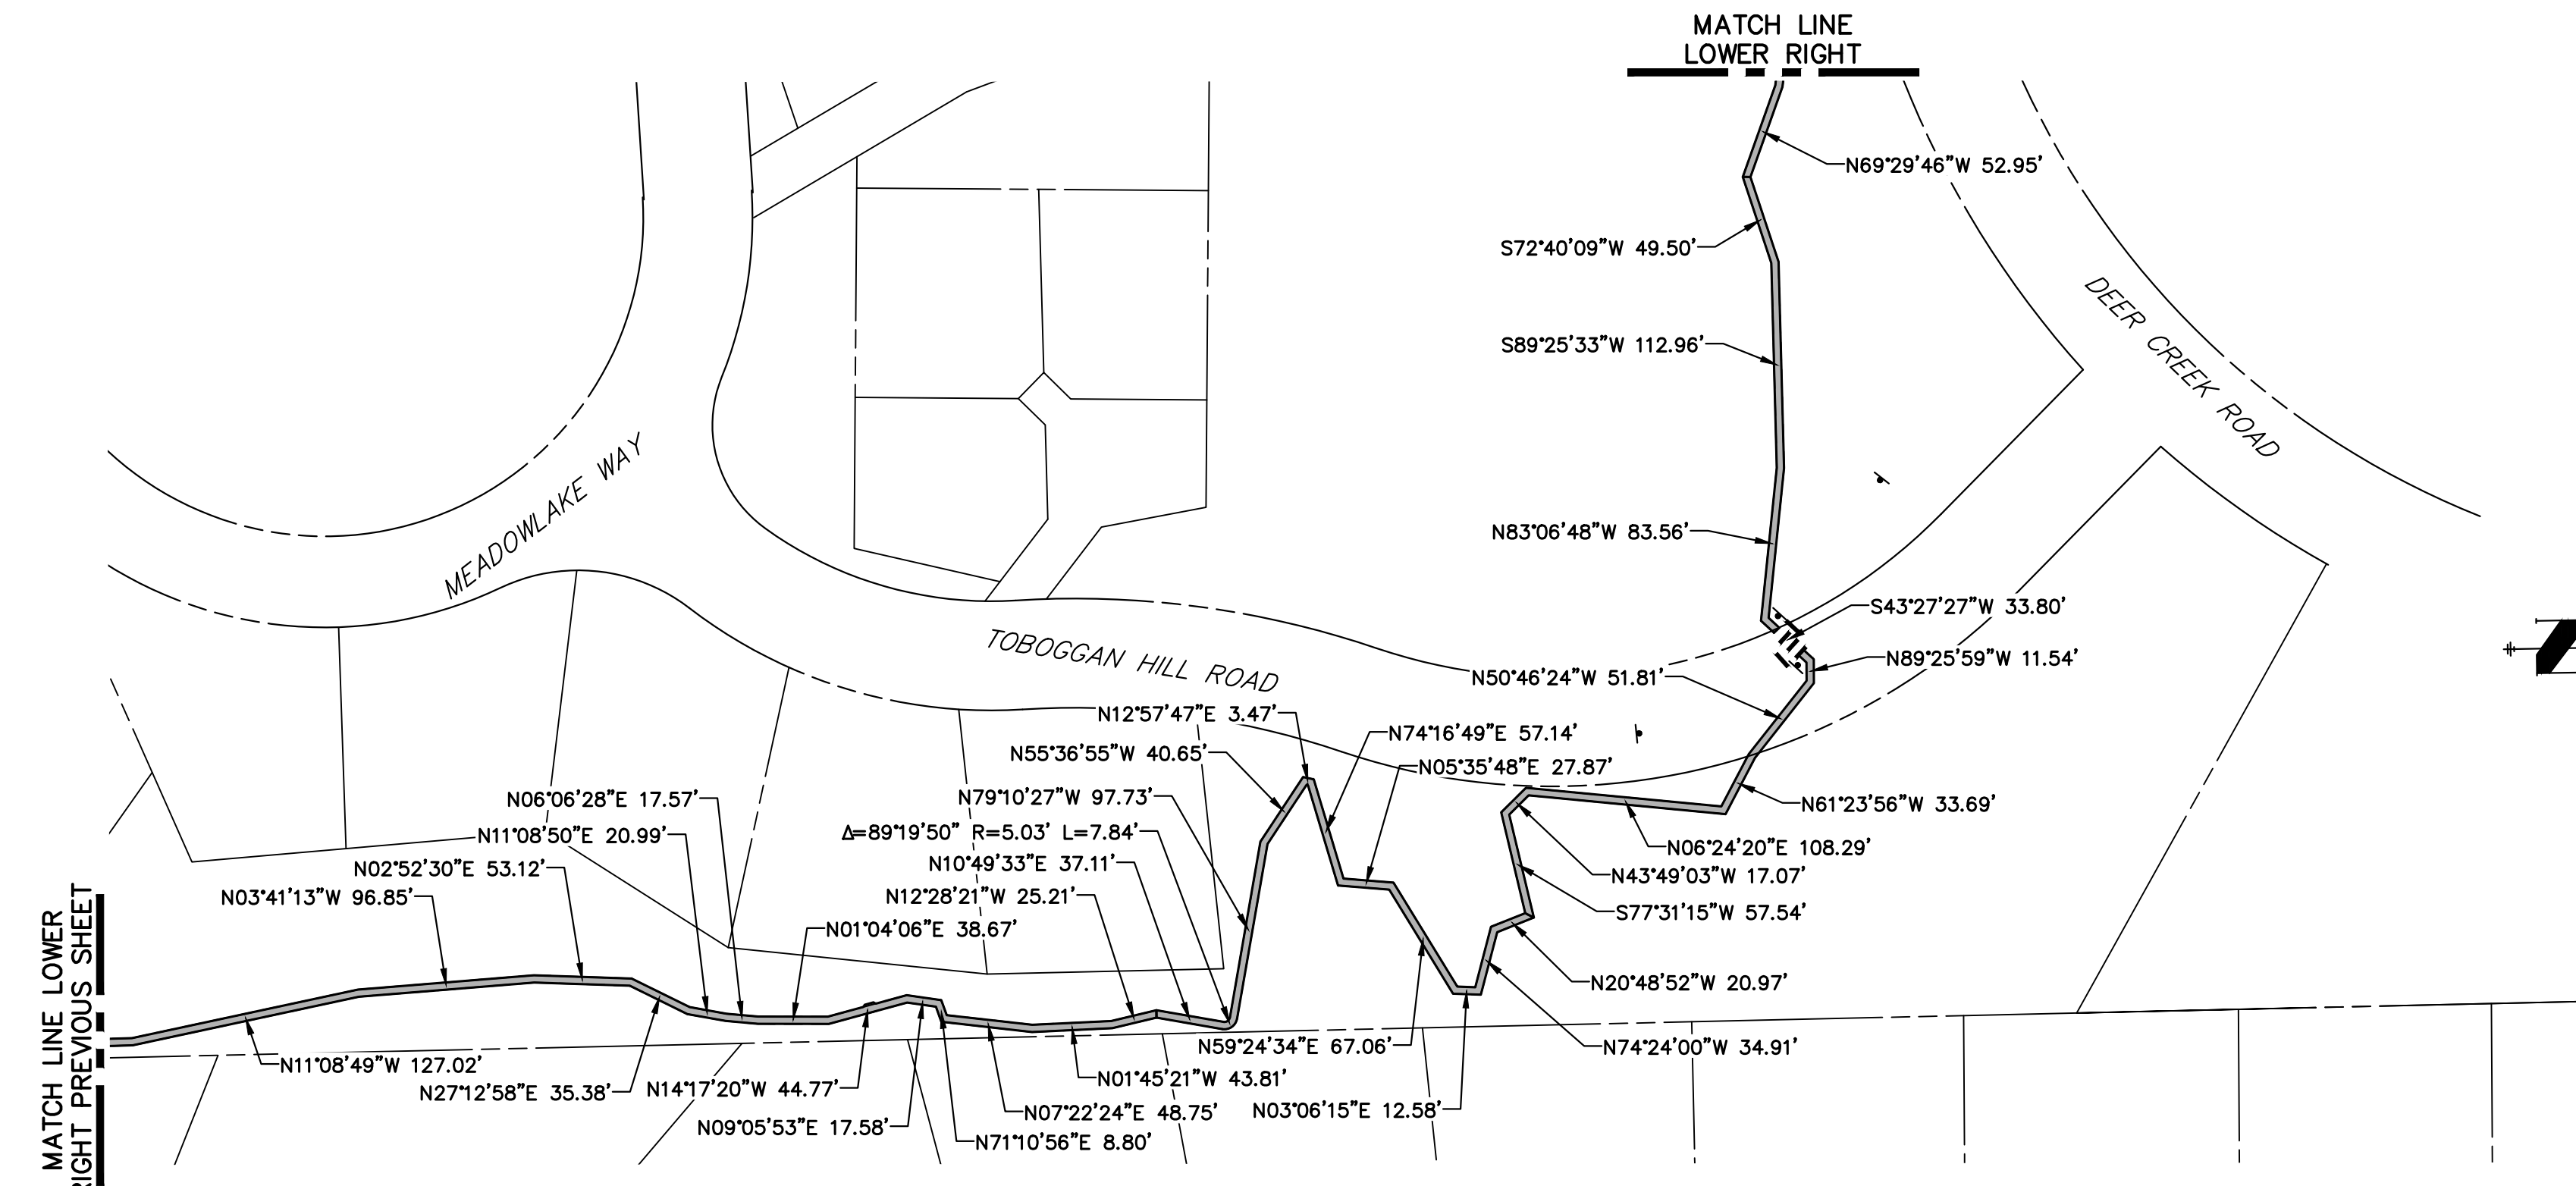 MATCH LINE
LOWER RIGHT
N69°29'46"W 52.95'
S72°40'09"W 49.50'
S89°25'33"W 112.96'
DEER CREEK ROAD
N83°06'48"W 83.56'
MEADOWLAKE WAY
S43°27'27"W 33.80'
TOBOGGAN HILL ROAD
N89°25'59"W 11.54'
N50°46'24"W 51.81'
N12°57'47"E 3.47'
N74°16'49"E 57.14'
N55°36'55"W 40.65'
N05°35'48"E 27.87'
N79°10'27"W 97.73'
N06°06'28"E 17.57'
N61°23'56"W 33.69'
N11°08'50"E 20.99'
Δ=89°19'50" R=5.03' L=7.84'
N06°24'20"E 108.29'
N02°52'30"E 53.12'
N10°49'33"E 37.11'
N43°49'03"W 17.07'
N03°41'13"W 96.85'
N12°28'21"W 25.21'
S77°31'15"W 57.54'
N01°04'06"E 38.67'
N20°48'52"W 20.97'
MATCH LINE LOWER
RIGHT PREVIOUS SHEET
N59°24'34"E 67.06'
N74°24'00"W 34.91'
N11°08'49"W 127.02'
N01°45'21"W 43.81'
N27°12'58"E 35.38'
N14°17'20"W 44.77'
N07°22'24"E 48.75'
N03°06'15"E 12.58'
N09°05'53"E 17.58'
N71°10'56"E 8.80'